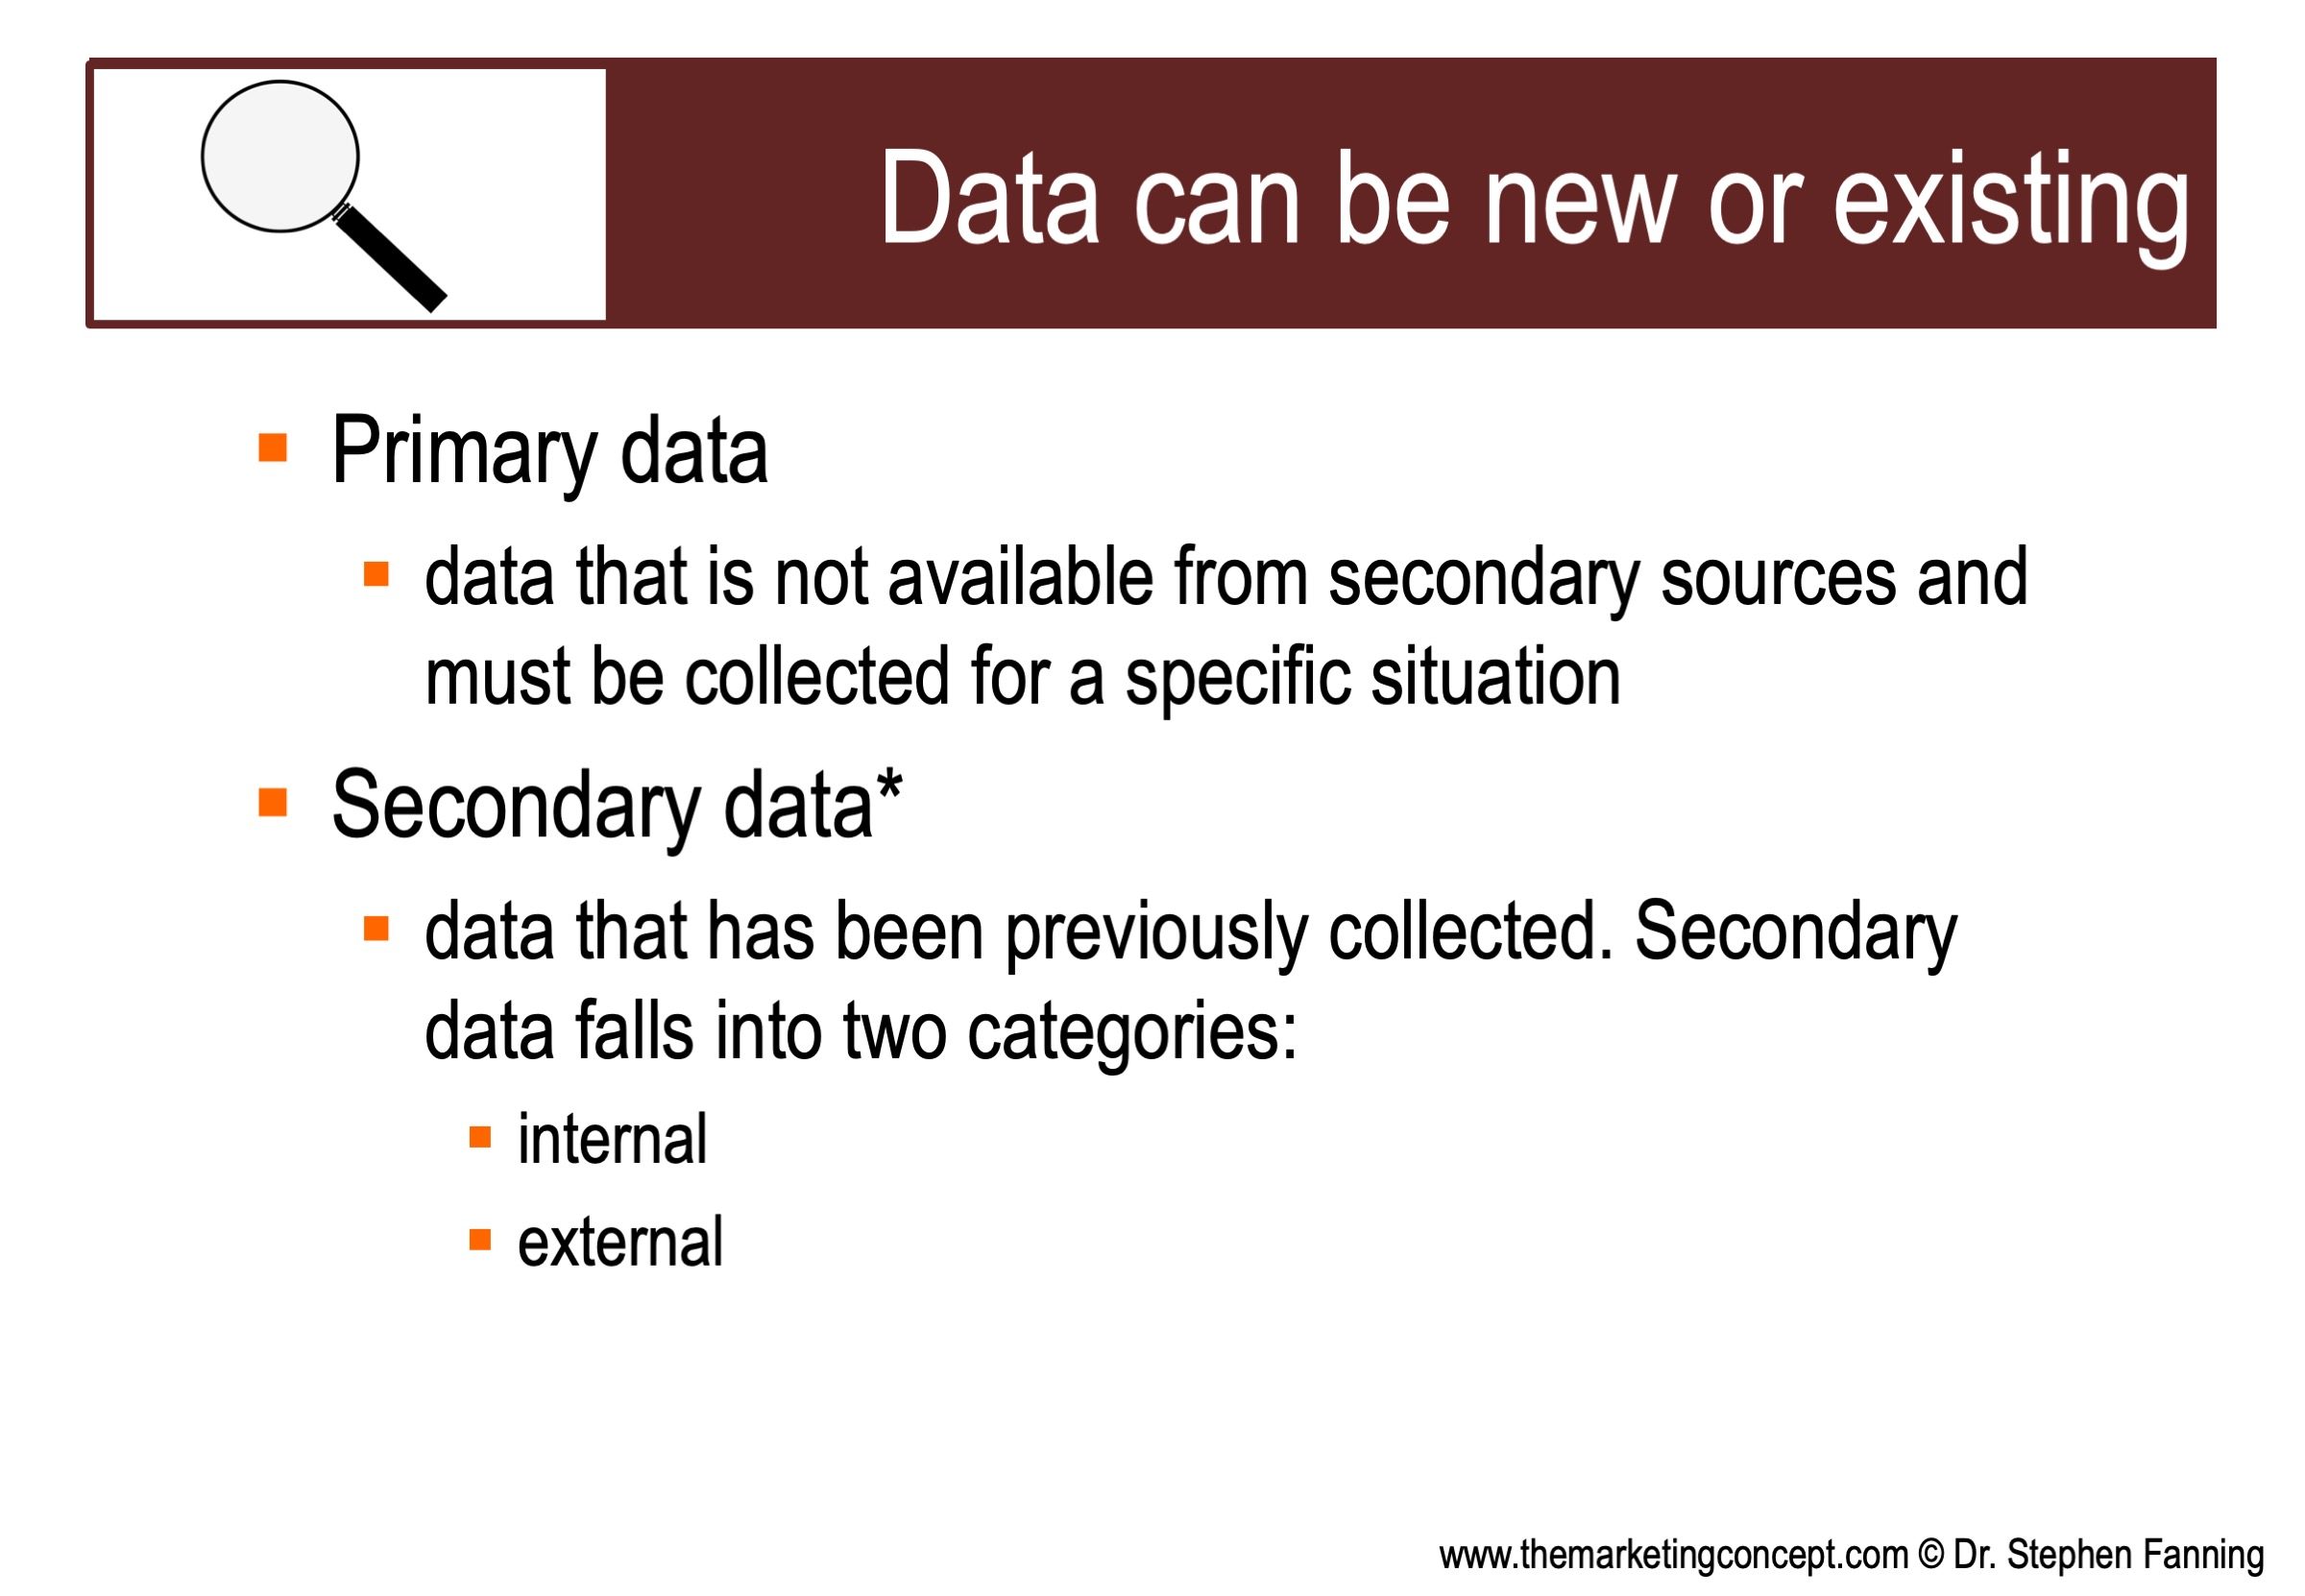 Data can be new or existing
Primary data
data that is not available from secondary sources and
must be collected for a specific situation
Secondary data*
data that has been previously collected. Secondary
data falls into two categories:
internal
external
www.themarketingconcept.com © Dr. Stephen Fanning